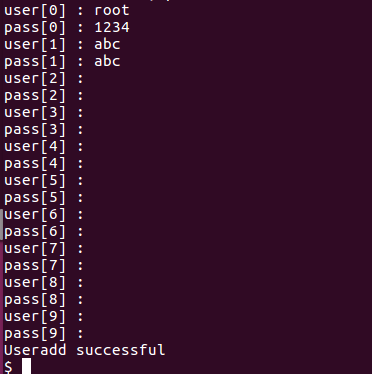 user[0] : root
pass[0] : 1234
user[1] : abc
pass[1] : abc
user[2] :
pass[2] :
user[3] :
pass[3] :
user[4] :
pass[4] :
user[5] :
pass[5] :
user[6] :
pass[6] :
user[7] :
pass[7] :
user[8] :
pass[8] :
user[9] :
pass[9] :
Useradd successful
$